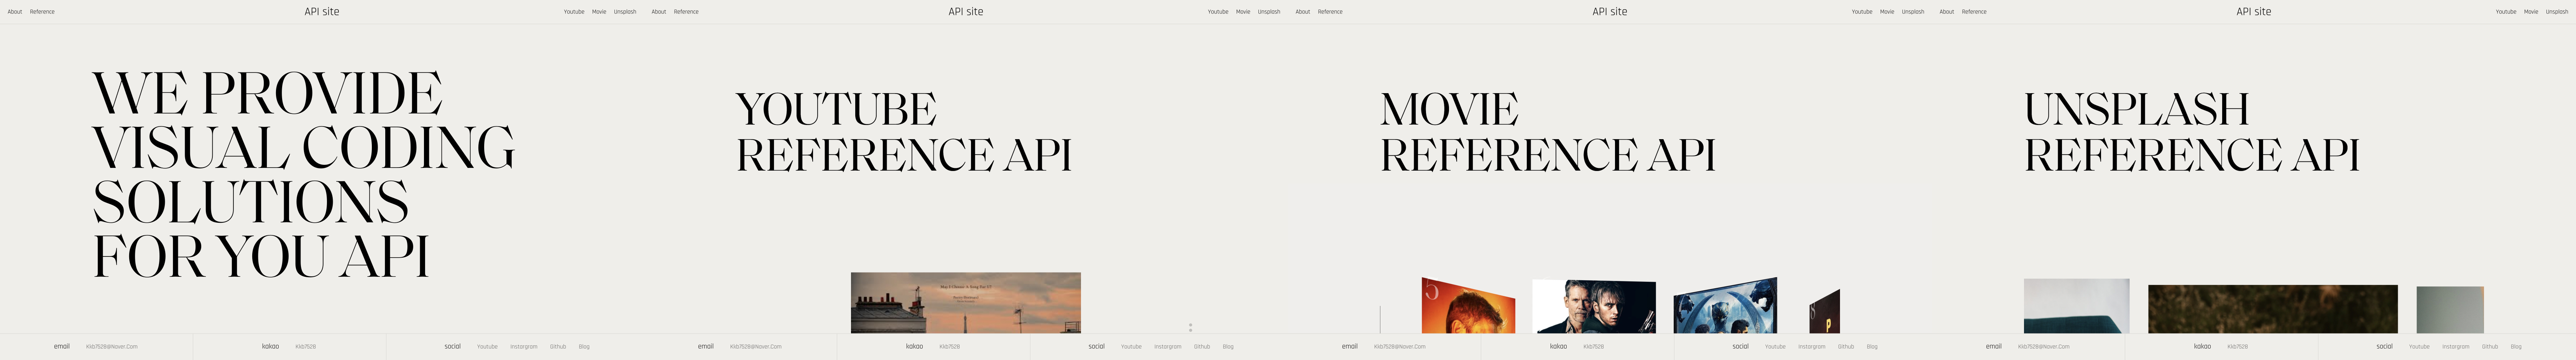 About Reference API site Youtube Movie Unsplash
WE PROVIDE
VISUAL CODING
SOLUTIONS
FOR YOU API
email Kkb7528@Naver.Com kakao Kkb7528 social Youtube Instargram Github Blog
About Reference API site Youtube Movie Unsplash
YOUTUBE
REFERENCE API
email Kkb7528@Naver.Com kakao Kkb7528 social Youtube Instargram Github Blog
About Reference API site Youtube Movie Unsplash
MOVIE
REFERENCE API
5
8
email Kkb7528@Naver.Com kakao Kkb7528 social Youtube Instargram Github Blog
About Reference API site Youtube Movie Unsplash
UNSPLASH
REFERENCE API
email Kkb7528@Naver.Com kakao Kkb7528 social Youtube Instargram Github Blog